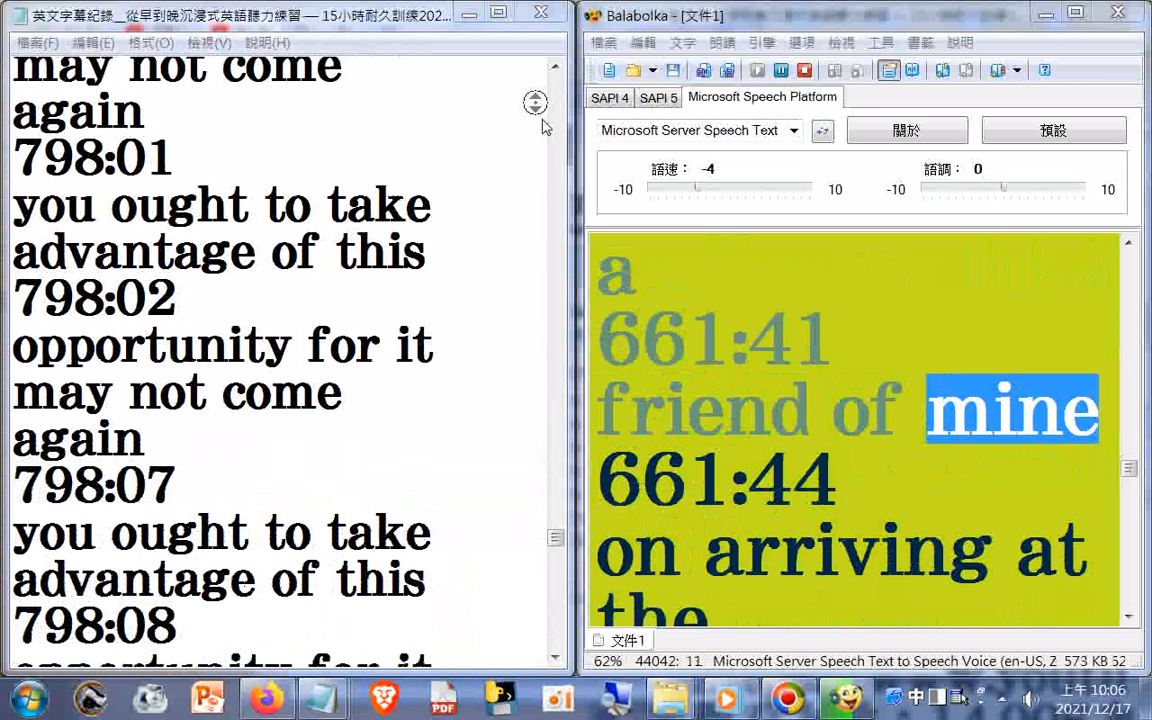 英文字幕紀錄__從早到晚沉浸式英語聽力練習 — 15小時耐久訓練202...
檔案(F) 編輯(E) 格式(O) 檢視(V) 說明(H)
may not come
again
798:01
you ought to take
advantage of this
798:02
opportunity for it
may not come
again
798:07
you ought to take
advantage of this
798:08
opportunity for it
Balabolka - [文件1]
檔案 編輯 文字 朗讀 引擎 選項 檢視 工具 書籤 說明
SAPI 4 SAPI 5 Microsoft Speech Platform
Microsoft Server Speech Text 關於 預設
語速： -4 語調： 0
-10 10 -10 10
a
661:41
friend of mine
661:44
on arriving at
the
文件1
62% 44042: 11 Microsoft Server Speech Text to Speech Voice (en-US, Z 573 KB 52
中 上午 10:06
2021/12/17